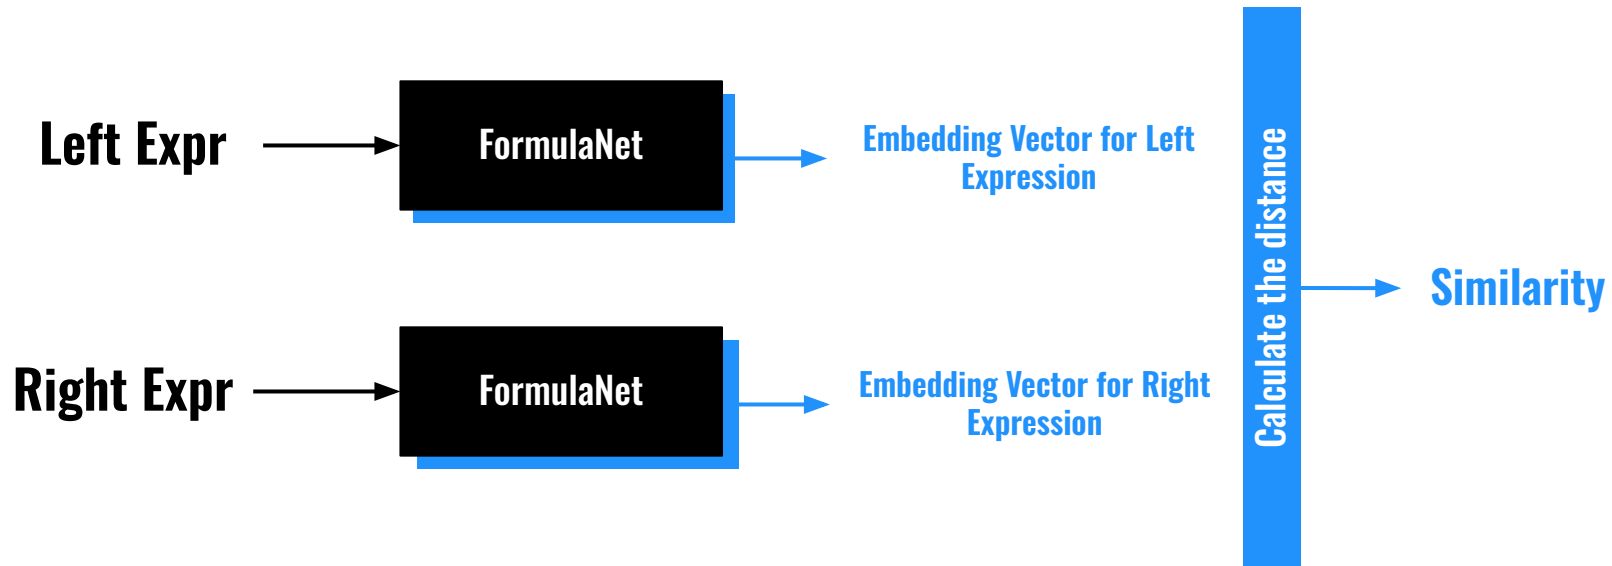 Left Expr
FormulaNet
Embedding Vector for Left
Expression
Right Expr
FormulaNet
Embedding Vector for Right
Expression
Calculate the distance
Similarity